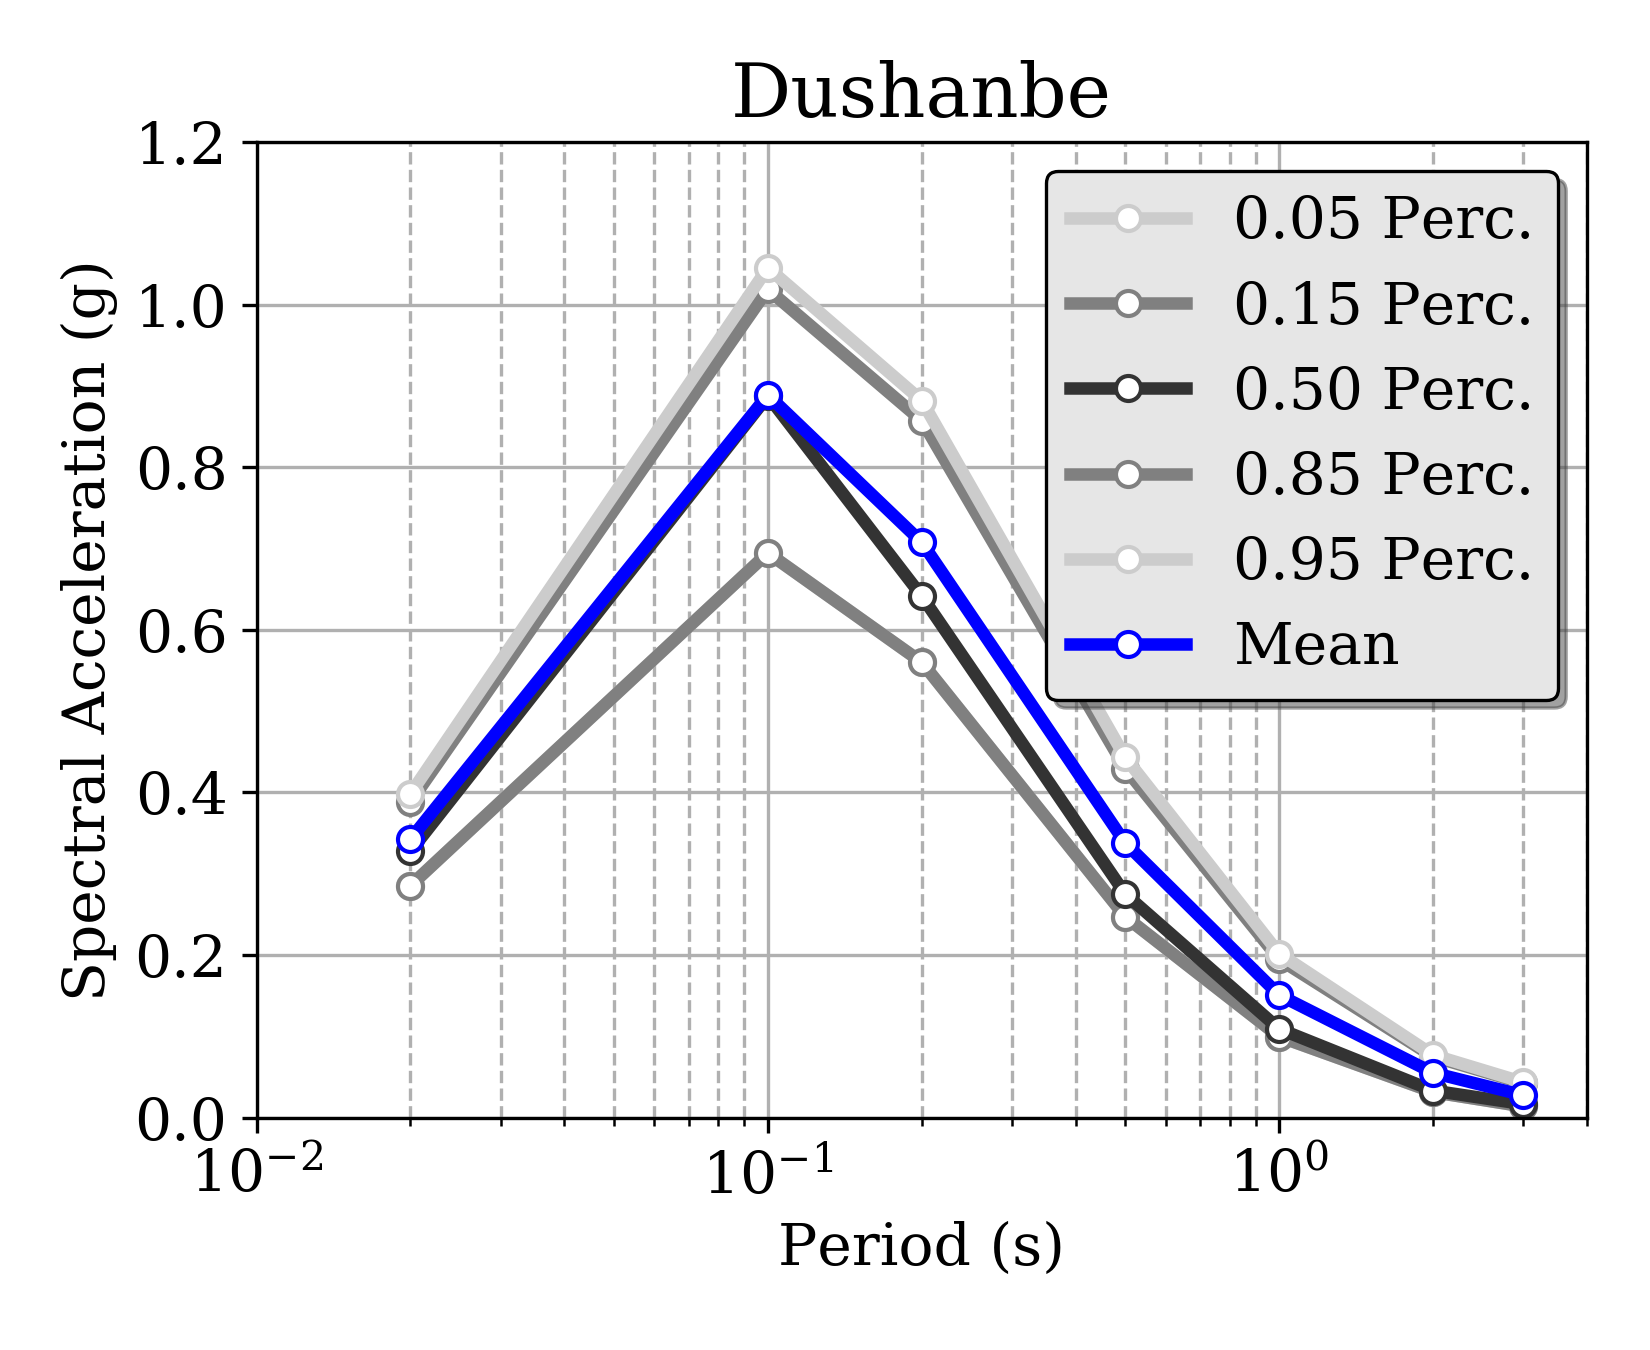 Dushanbe
1.2
1.0
0.8
0.6
0.4
0.2
0.0
Spectral Acceleration (g)
0.05 Perc.
0.15 Perc.
0.50 Perc.
0.85 Perc.
0.95 Perc.
Mean
10⁻²
10⁻¹
10⁰
Period (s)